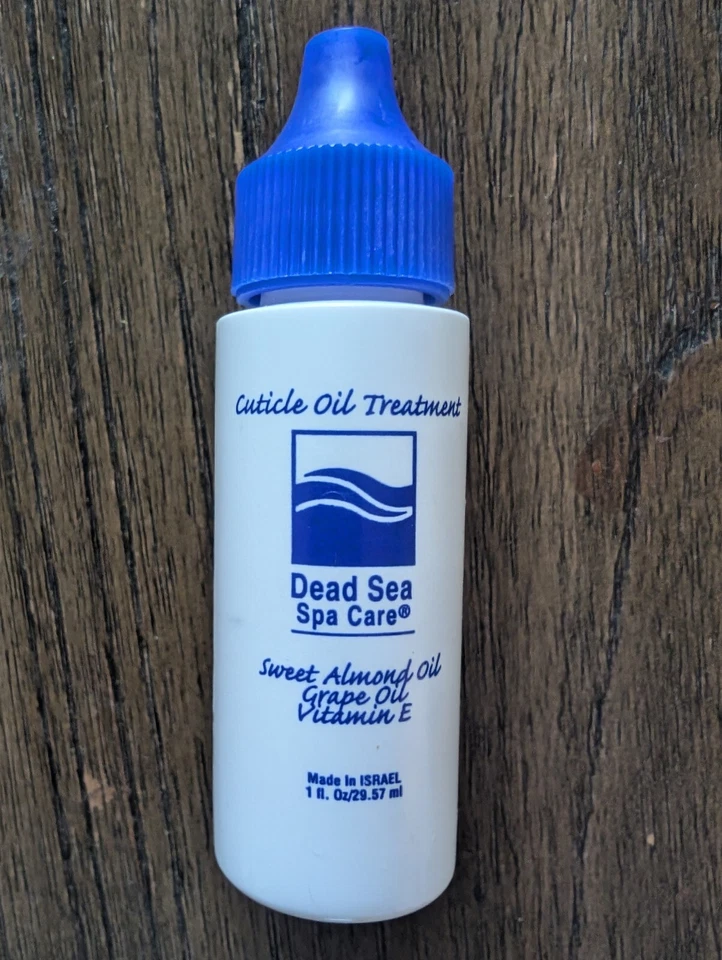 Cuticle Oil Treatment
Dead Sea
Spa Care®
Sweet Almond Oil
Grape Oil
Vitamin E
Made In ISRAEL
1 fl. Oz/29.57 ml